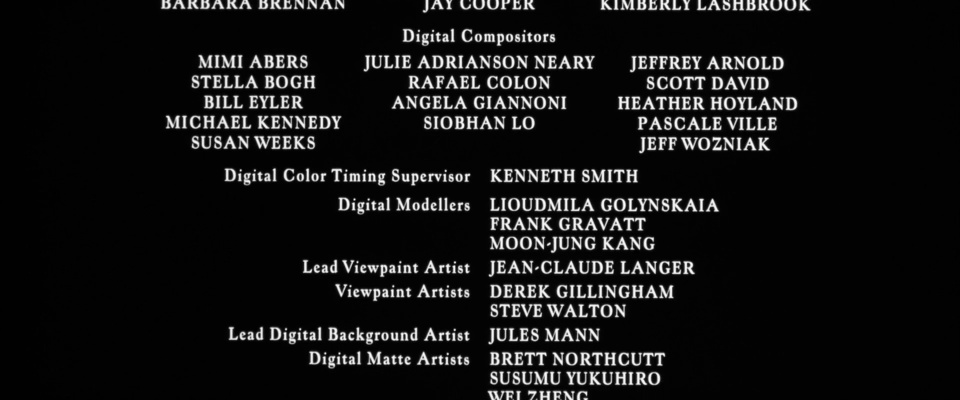 BARBARA BRENNAN JAY COOPER KIMBERLY LASHBROOK
Digital Compositors
MIMI ABERS JULIE ADRIANSON NEARY JEFFREY ARNOLD
STELLA BOGH RAFAEL COLON SCOTT DAVID
BILL EYLER ANGELA GIANNONI HEATHER HOYLAND
MICHAEL KENNEDY SIOBHAN LO PASCALE VILLE
SUSAN WEEKS JEFF WOZNIAK
Digital Color Timing Supervisor KENNETH SMITH
Digital Modellers LIOUDMILA GOLYNSKAIA
FRANK GRAVATT
MOON-JUNG KANG
Lead Viewpaint Artist JEAN-CLAUDE LANGER
Viewpaint Artists DEREK GILLINGHAM
STEVE WALTON
Lead Digital Background Artist JULES MANN
Digital Matte Artists BRETT NORTHCUTT
SUSUMU YUKUHIRO
WEI ZHENG